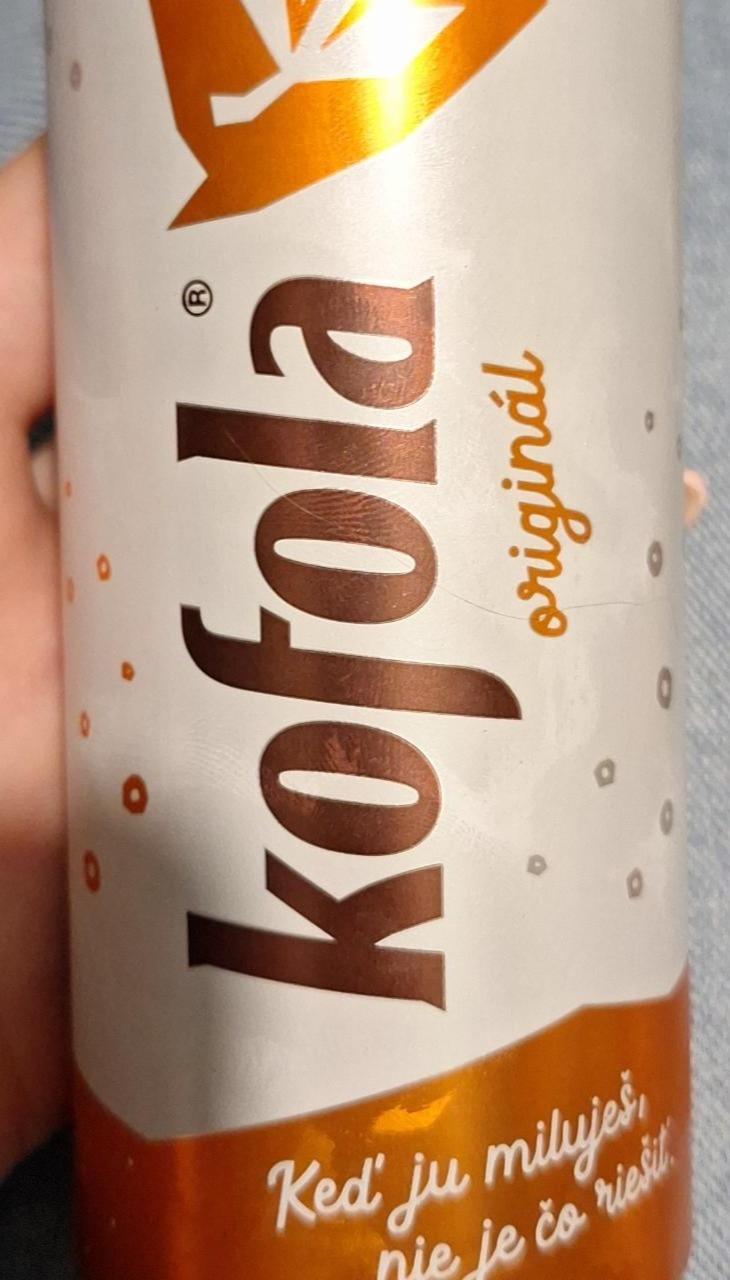 kofola®
originál
Keď ju miluješ,
nie je čo riešiť.